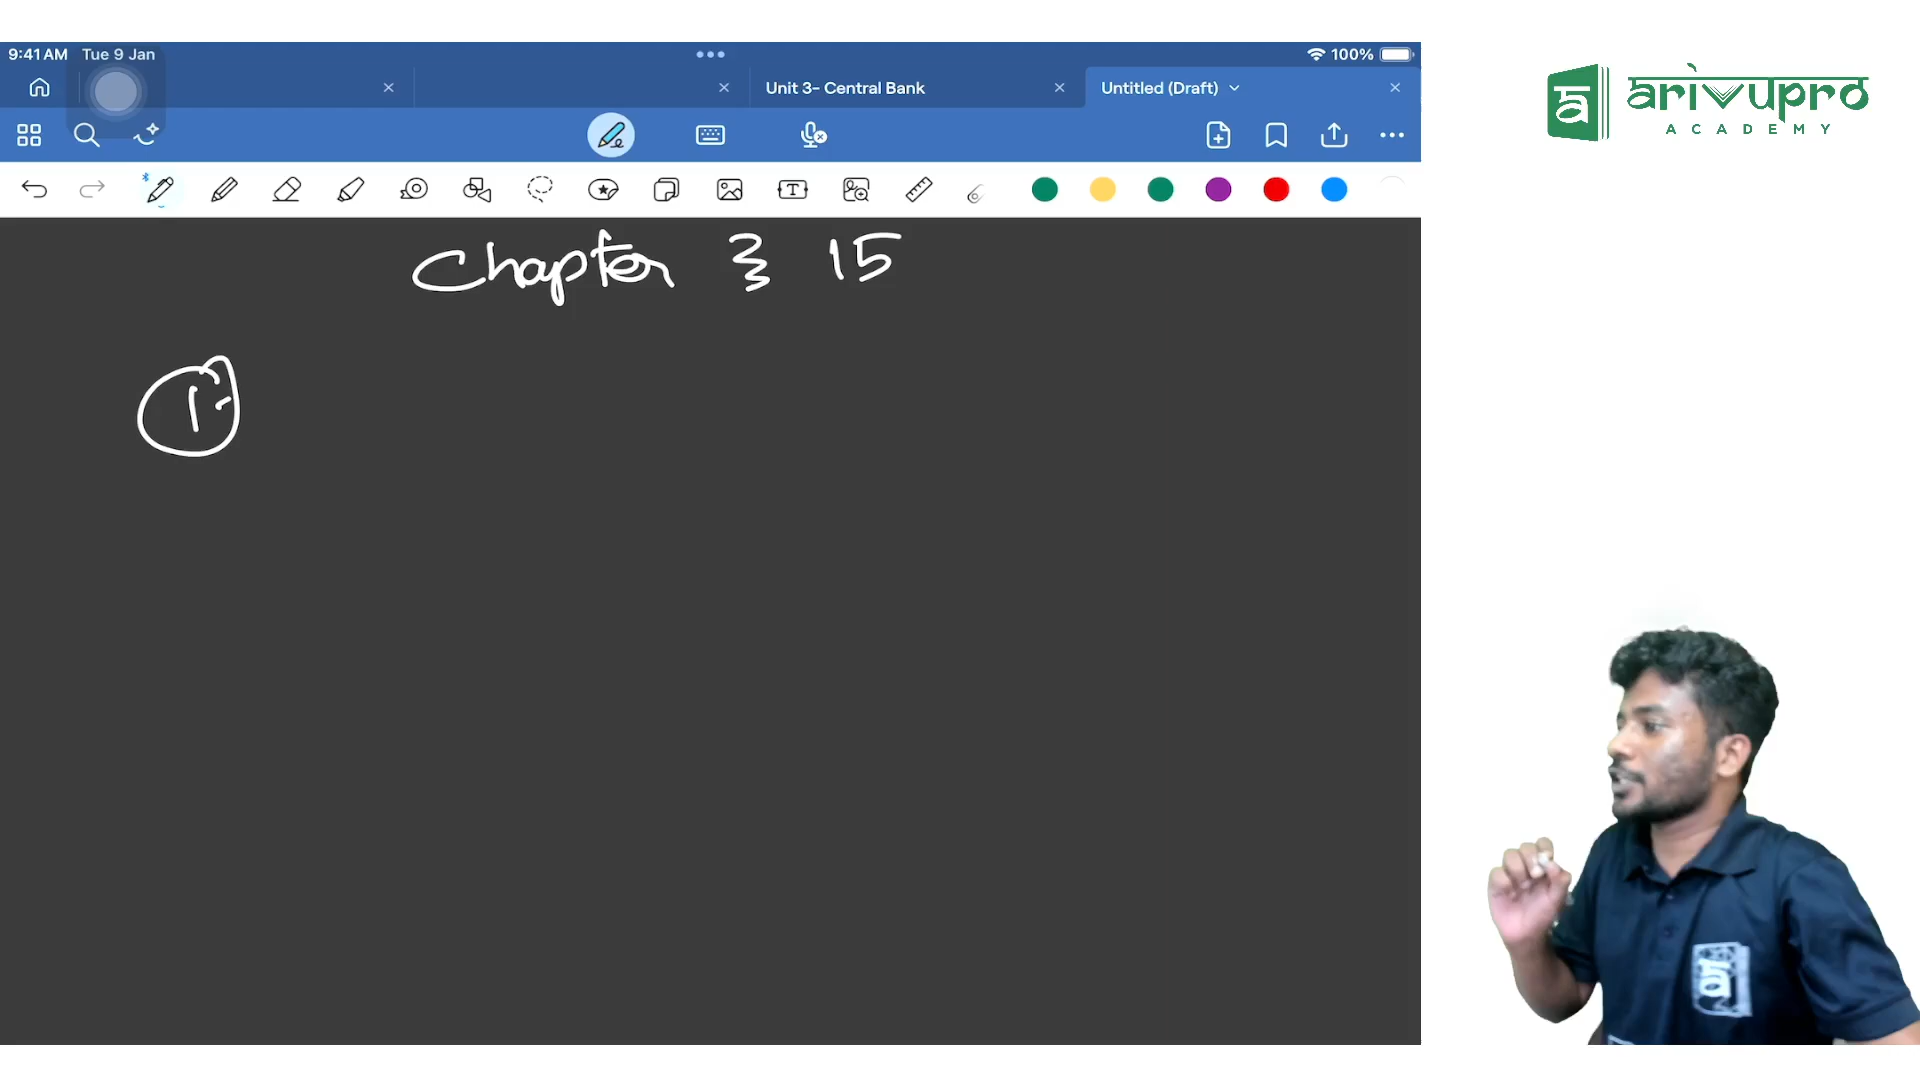 9:41 AM Tue 9 Jan
100%
Unit 3- Central Bank
Untitled (Draft)
arivupro
ACADEMY
Chapter 3 15
1